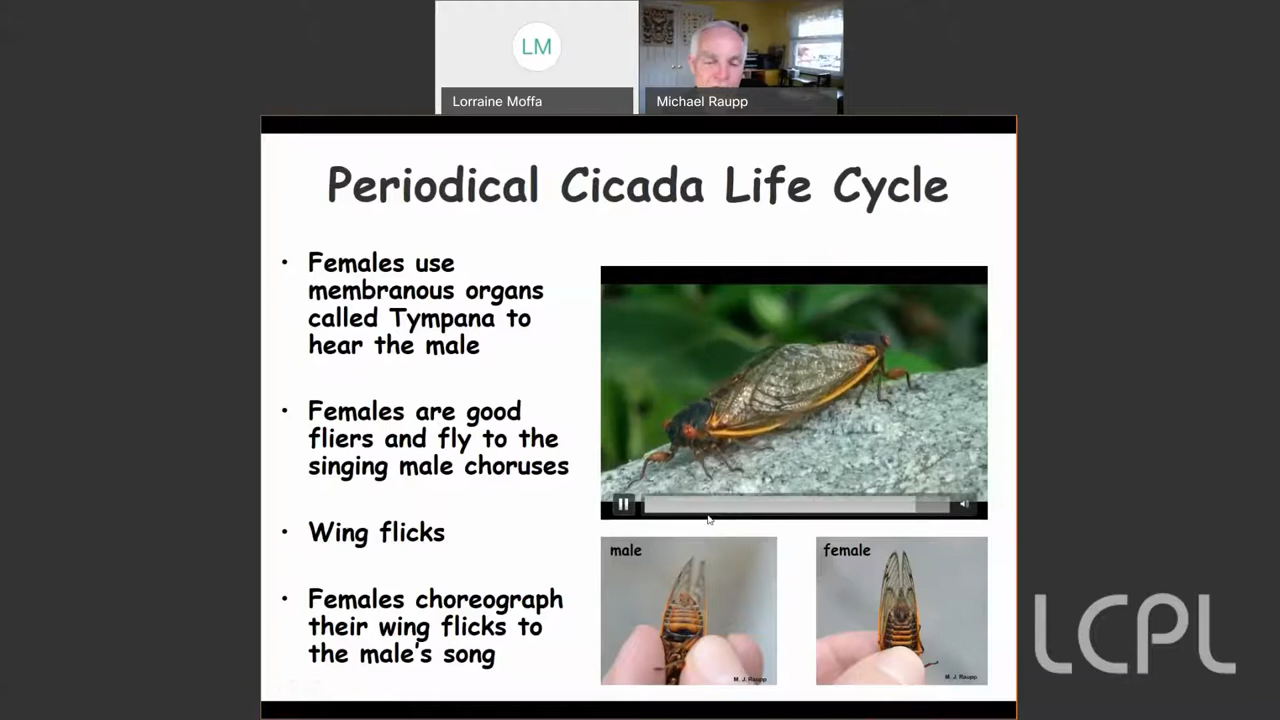 LM
Lorraine Moffa
Michael Raupp
Periodical Cicada Life Cycle
• Females use
membranous organs
called Tympana to
hear the male
• Females are good
fliers and fly to the
singing male choruses
• Wing flicks
• Females choreograph
their wing flicks to
the male's song
male
M. J. Raupp
female
M. J. Raupp
LCPL